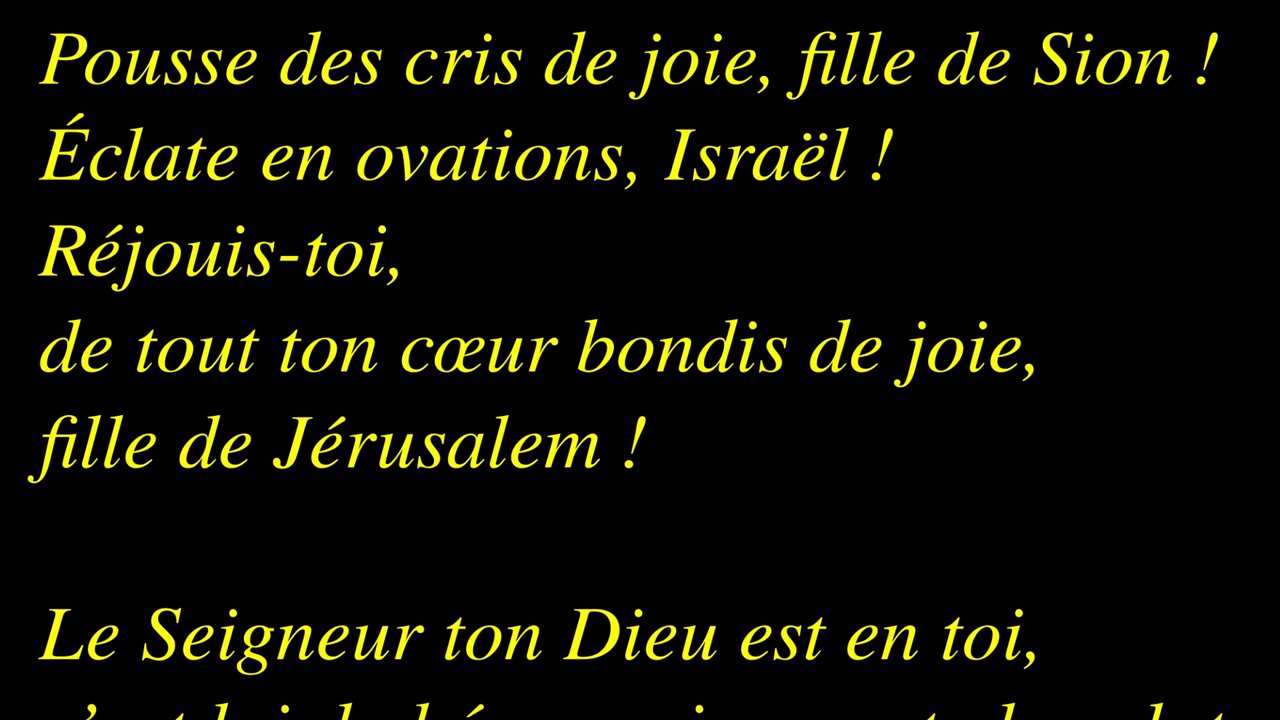 Pousse des cris de joie, fille de Sion !
Éclate en ovations, Israël !
Réjouis-toi,
de tout ton cœur bondis de joie,
fille de Jérusalem !
Le Seigneur ton Dieu est en toi,